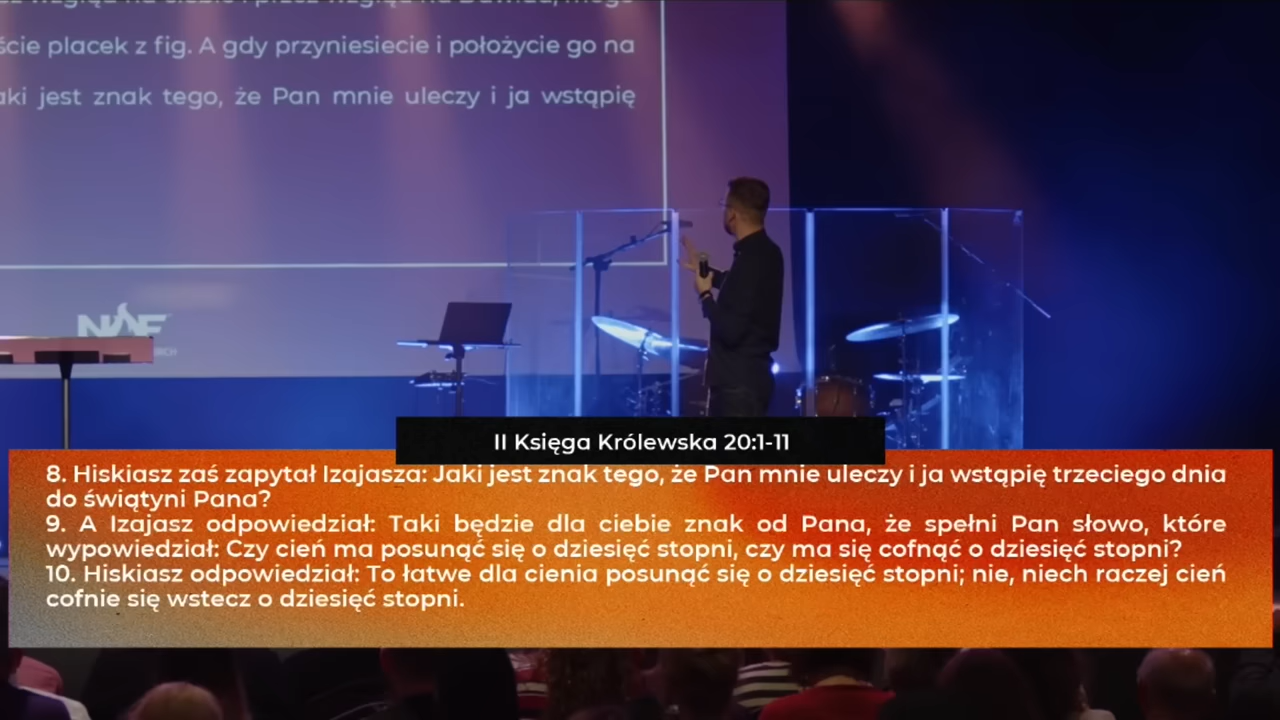 ście placek z fig. A gdy przyniesiecie i położycie go na
aki jest znak tego, że Pan mnie uleczy i ja wstąpię
II Księga Królewska 20:1-11
8. Hiskiasz zaś zapytał Izajasza: Jaki jest znak tego, że Pan mnie uleczy i ja wstąpię trzeciego dnia
do świątyni Pana?
9. A Izajasz odpowiedział: Taki będzie dla ciebie znak od Pana, że spełni Pan słowo, które
wypowiedział: Czy cień ma posunąć się o dziesięć stopni, czy ma się cofnąć o dziesięć stopni?
10. Hiskiasz odpowiedział: To łatwe dla cienia posunąć się o dziesięć stopni; nie, niech raczej cień
cofnie się wstecz o dziesięć stopni.